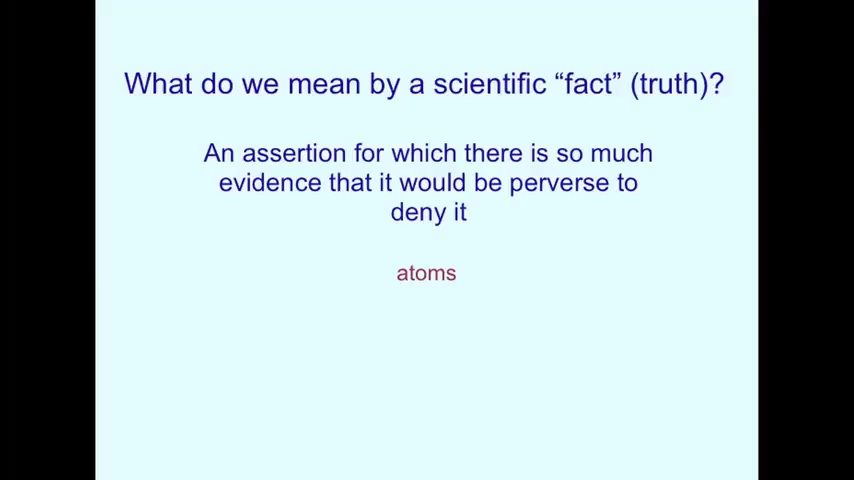 What do we mean by a scientific “fact” (truth)?
An assertion for which there is so much
evidence that it would be perverse to
deny it
atoms